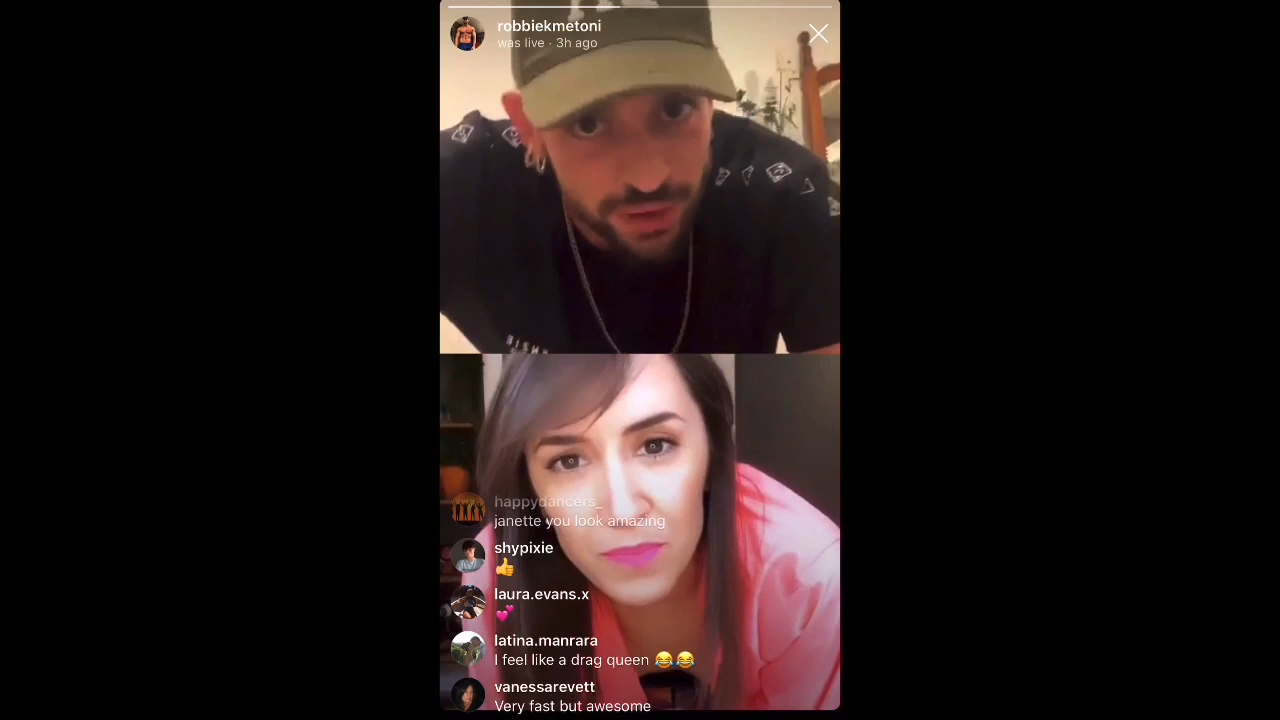 robbiekmetoni
was live · 3h ago
happydancers_
janette you look amazing
shypixie
👍
laura.evans.x
💕
latina.manrara
I feel like a drag queen 😂😂
vanessarevett
Very fast but awesome